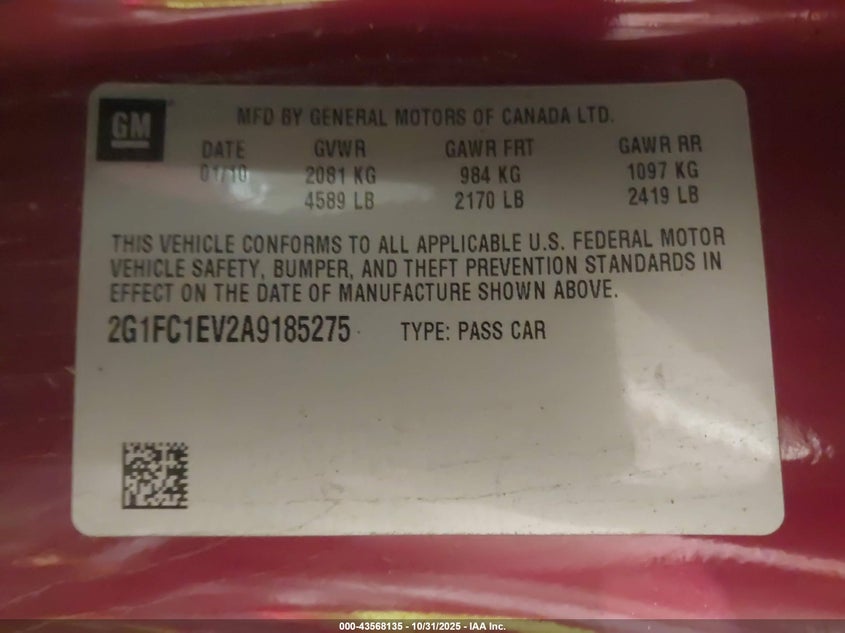 GM
MFD BY GENERAL MOTORS OF CANADA LTD.
DATE GVWR GAWR FRT GAWR RR
01/10 2081 KG 984 KG 1097 KG
4589 LB 2170 LB 2419 LB
THIS VEHICLE CONFORMS TO ALL APPLICABLE U.S. FEDERAL MOTOR
VEHICLE SAFETY, BUMPER, AND THEFT PREVENTION STANDARDS IN
EFFECT ON THE DATE OF MANUFACTURE SHOWN ABOVE.
2G1FC1EV2A9185275 TYPE: PASS CAR
000-43568135 - 10/31/2025 - IAA Inc.